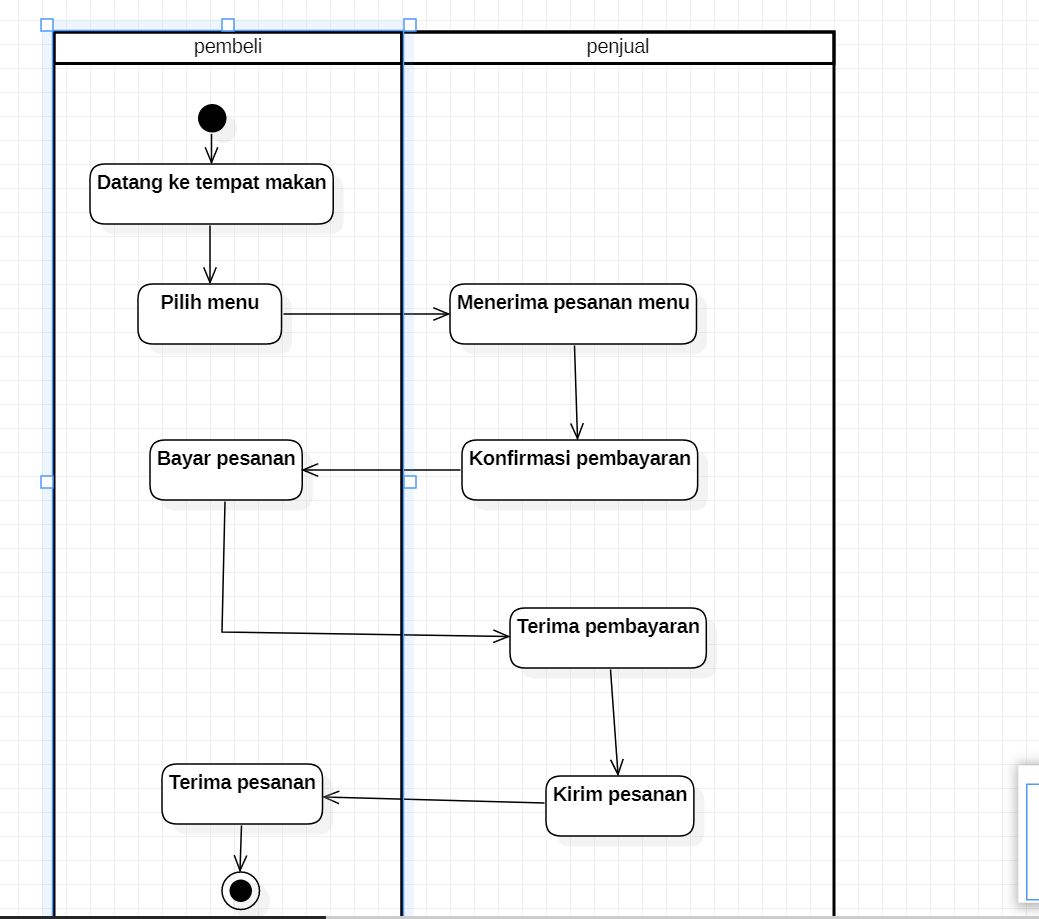 pembeli
penjual
Datang ke tempat makan
Pilih menu
Menerima pesanan menu
Bayar pesanan
Konfirmasi pembayaran
Terima pembayaran
Terima pesanan
Kirim pesanan